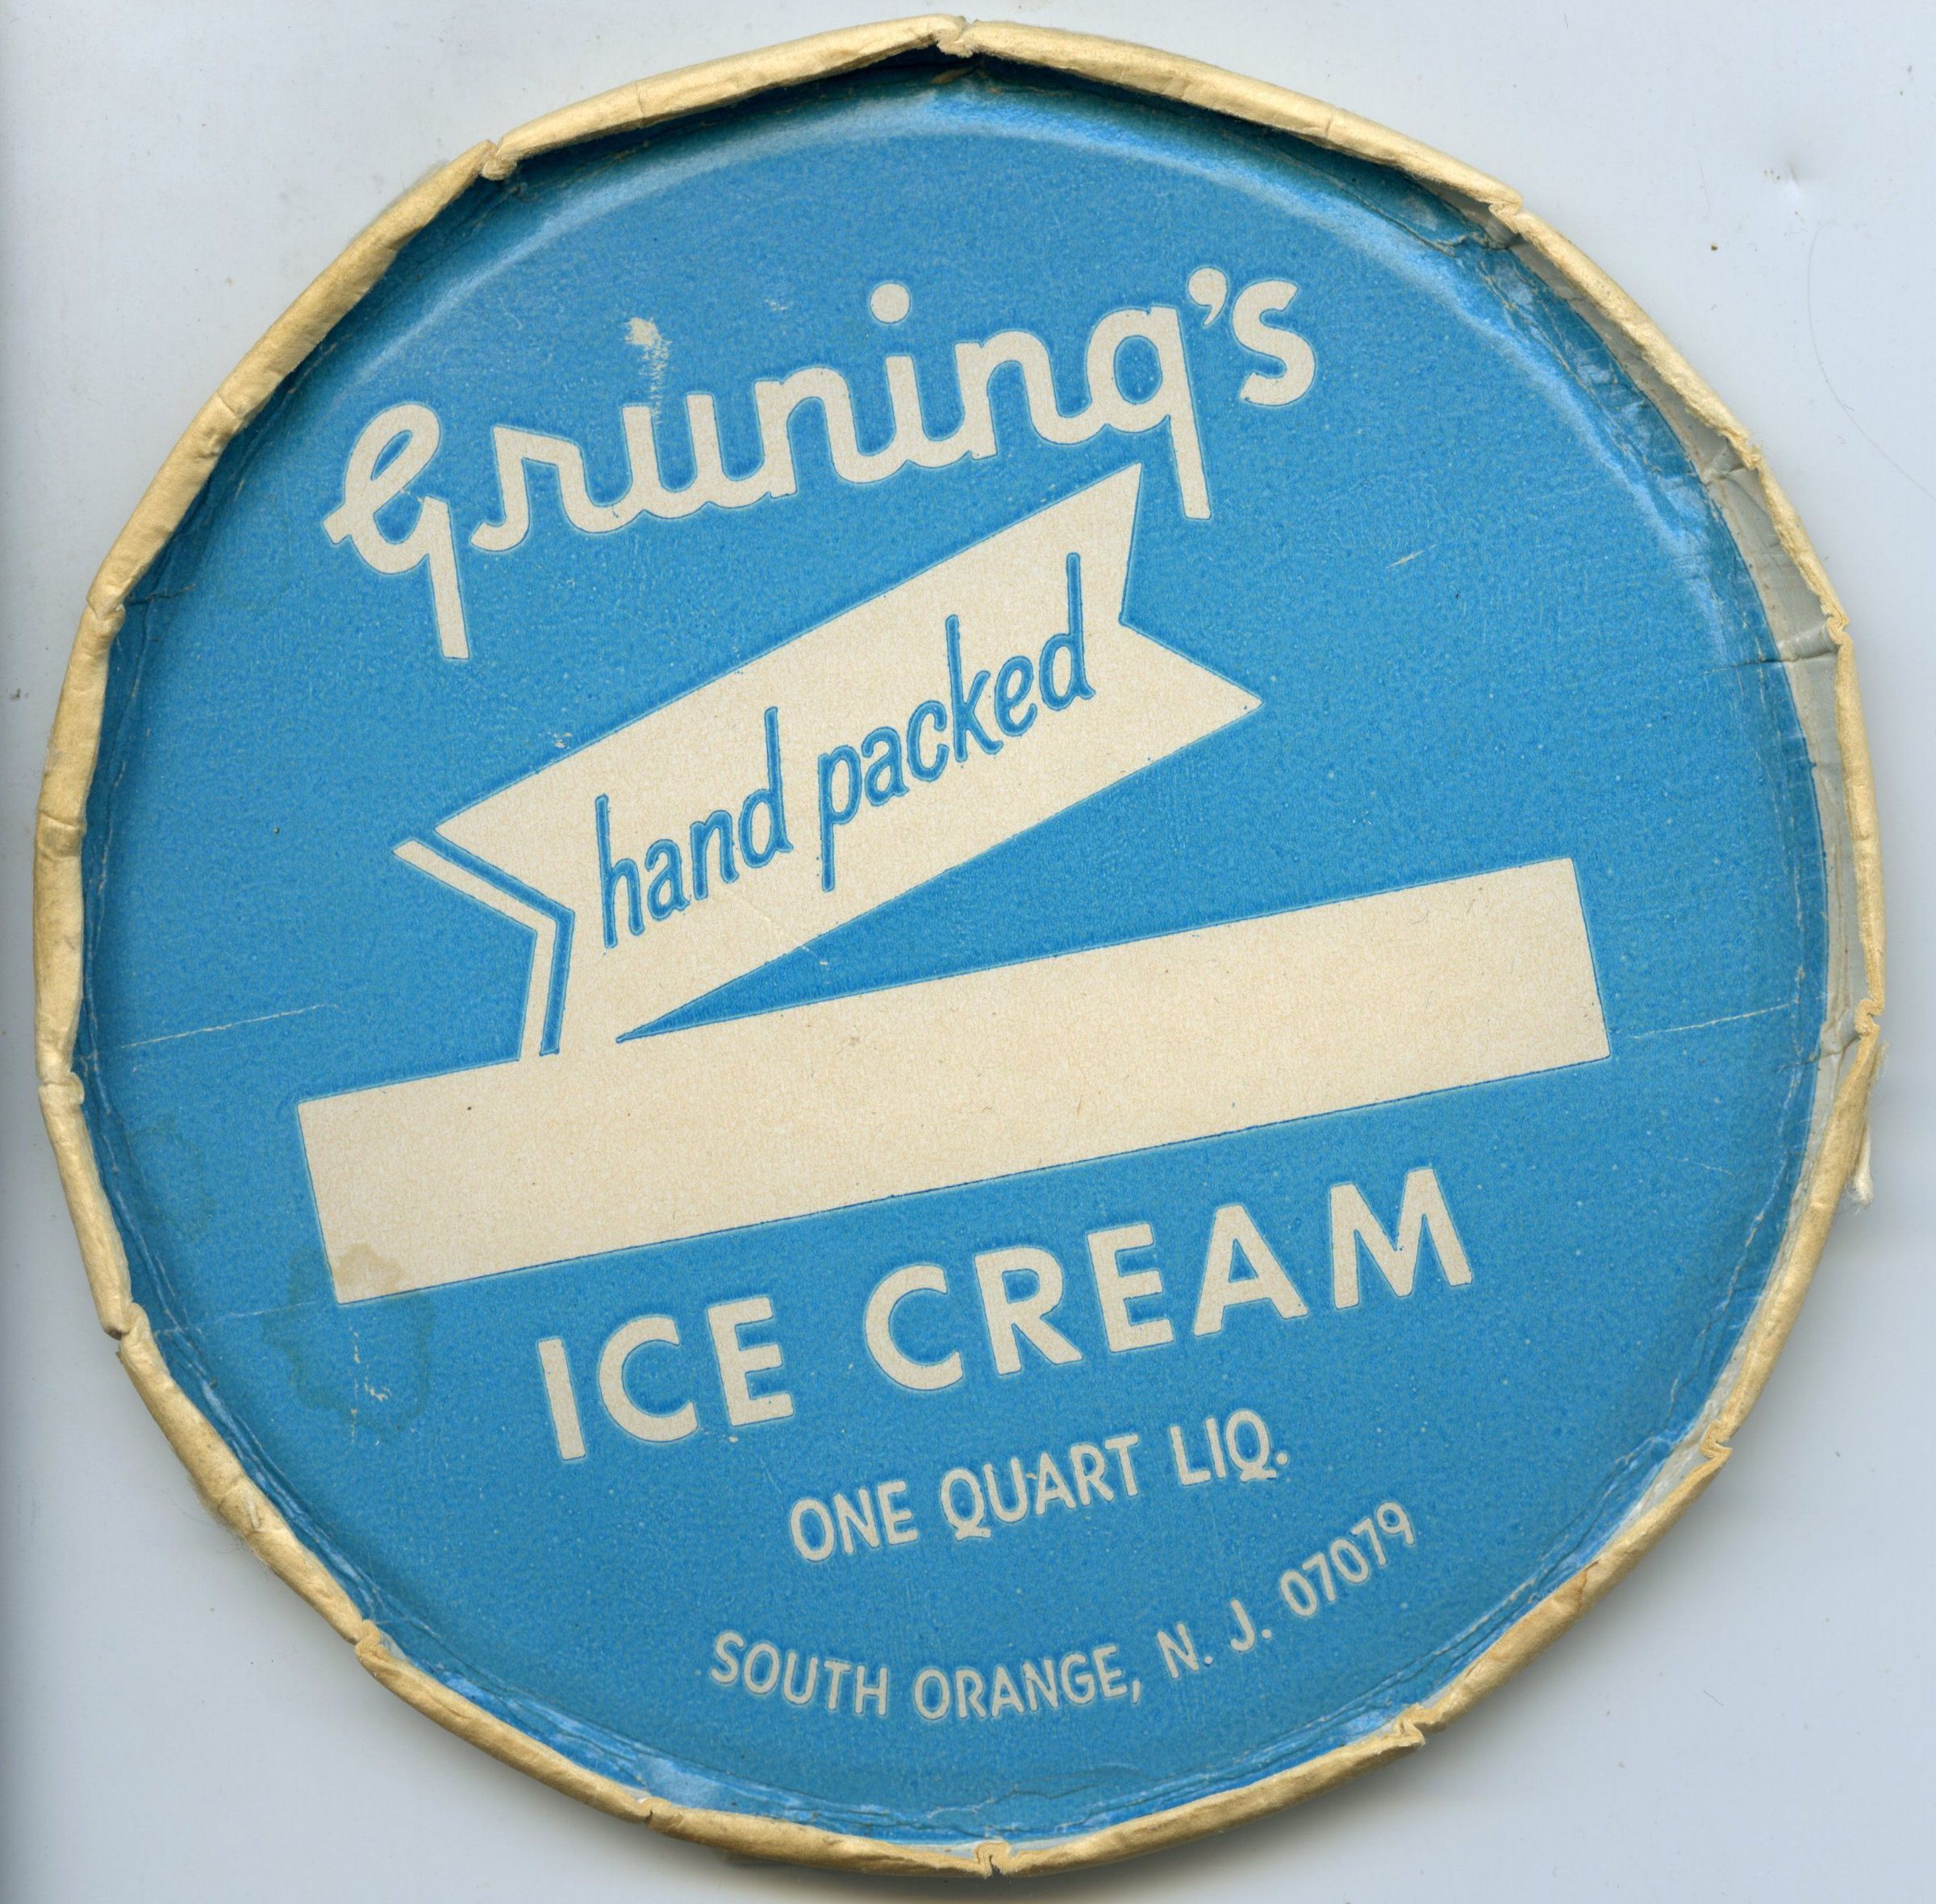 Gruning's
hand packed
ICE CREAM
ONE QUART LIQ.
SOUTH ORANGE, N. J. 07079